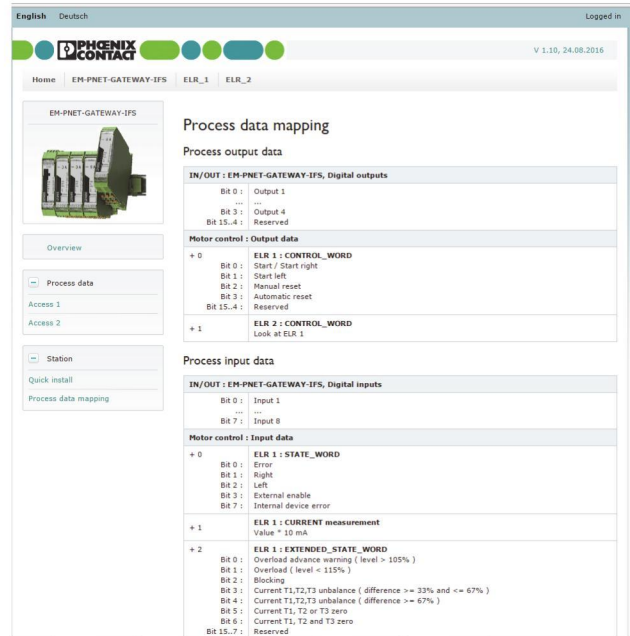 English Deutsch Logged in
PHŒNIX
CONTACT
V 1.10, 24.08.2016
Home EM-PNET-GATEWAY-IFS ELR_1 ELR_2
EM-PNET-GATEWAY-IFS
Overview
Process data
Access 1
Access 2
Station
Quick install
Process data mapping
Process data mapping
Process output data
IN/OUT : EM-PNET-GATEWAY-IFS, Digital outputs
Bit 0 : Output 1
... ...
Bit 3 : Output 4
Bit 15..4 : Reserved
Motor control : Output data
+ 0 ELR 1 : CONTROL_WORD
Bit 0 : Start / Start right
Bit 1 : Start left
Bit 2 : Manual reset
Bit 3 : Automatic reset
Bit 15..4 : Reserved
+ 1 ELR 2 : CONTROL_WORD
Look at ELR 1
Process input data
IN/OUT : EM-PNET-GATEWAY-IFS, Digital inputs
Bit 0 : Input 1
... ...
Bit 7 : Input 8
Motor control : Input data
+ 0 ELR 1 : STATE_WORD
Bit 0 : Error
Bit 1 : Right
Bit 2 : Left
Bit 3 : External enable
Bit 7 : Internal device error
+ 1 ELR 1 : CURRENT measurement
Value * 10 mA
+ 2 ELR 1 : EXTENDED_STATE_WORD
Bit 0 : Overload advance warning ( level > 105% )
Bit 1 : Overload ( level < 115% )
Bit 2 : Blocking
Bit 3 : Current T1,T2,T3 unbalance ( difference >= 33% and <= 67% )
Bit 4 : Current T1,T2,T3 unbalance ( difference >= 67% )
Bit 5 : Current T1, T2 or T3 zero
Bit 6 : Current T1, T2 and T3 zero
Bit 15..7 : Reserved